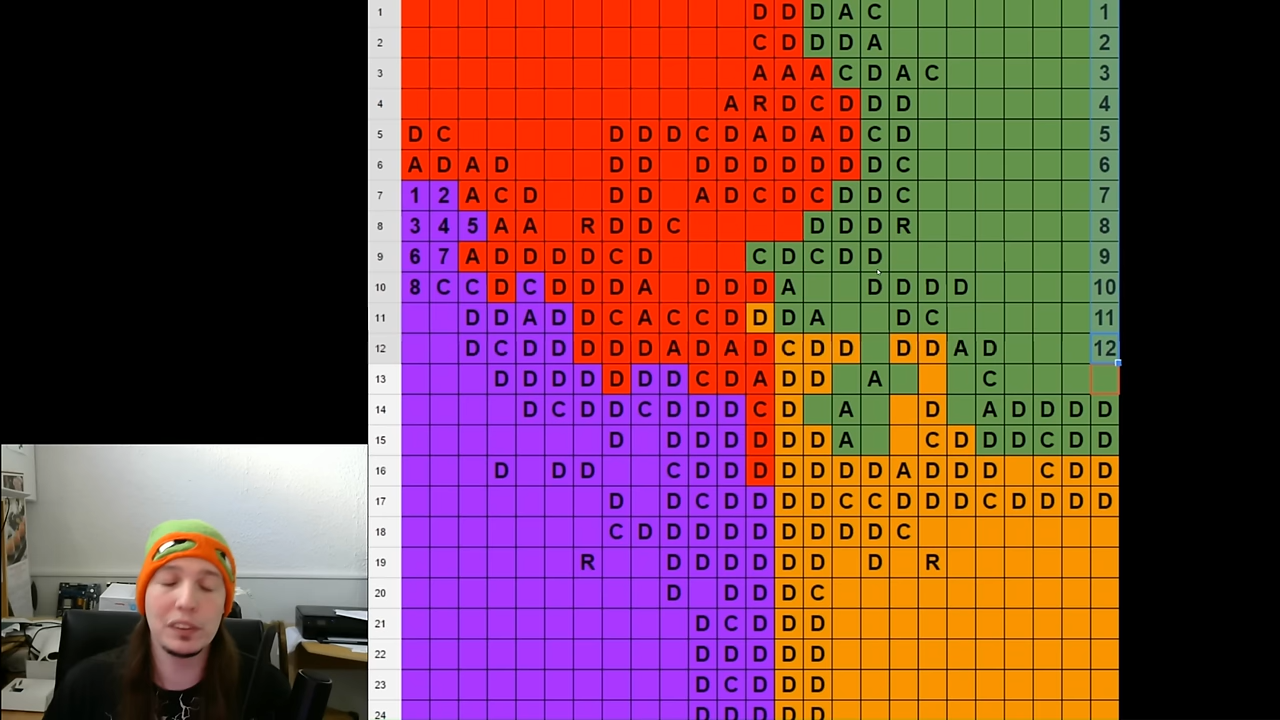 1 D D D A C 1
2 C D D D A 2
3 A A A C D A C 3
4 A R D C D D D 4
5 D C D D D C D A D A D C D 5
6 A D A D D D D D D D D D D C 6
7 1 2 A C D D D A D C D C D D C 7
8 3 4 5 A A R D D C D D D R 8
9 6 7 A D D D D C D C D C D D 9
10 8 C C D C D D D A D D D A D D D D 10
11 D D A D D C A C C D D D D A D C 11
12 D C D D D D D A D A D C D D D D A D 12
13 D D D D D D D C D A D D A C
14 D C D D C D D D C D A D A D D D D
15 D D D D D D D A C D D D C D D
16 D D D C D D D D D D D A D D D C D D
17 D D C D D D D C C D D D C D D D D
18 C D D D D D D D D D C
19 R D D D D D D D R
20 D D D D C
21 D C D D D
22 D D D D D
23 D C D D D
24 D D D D D